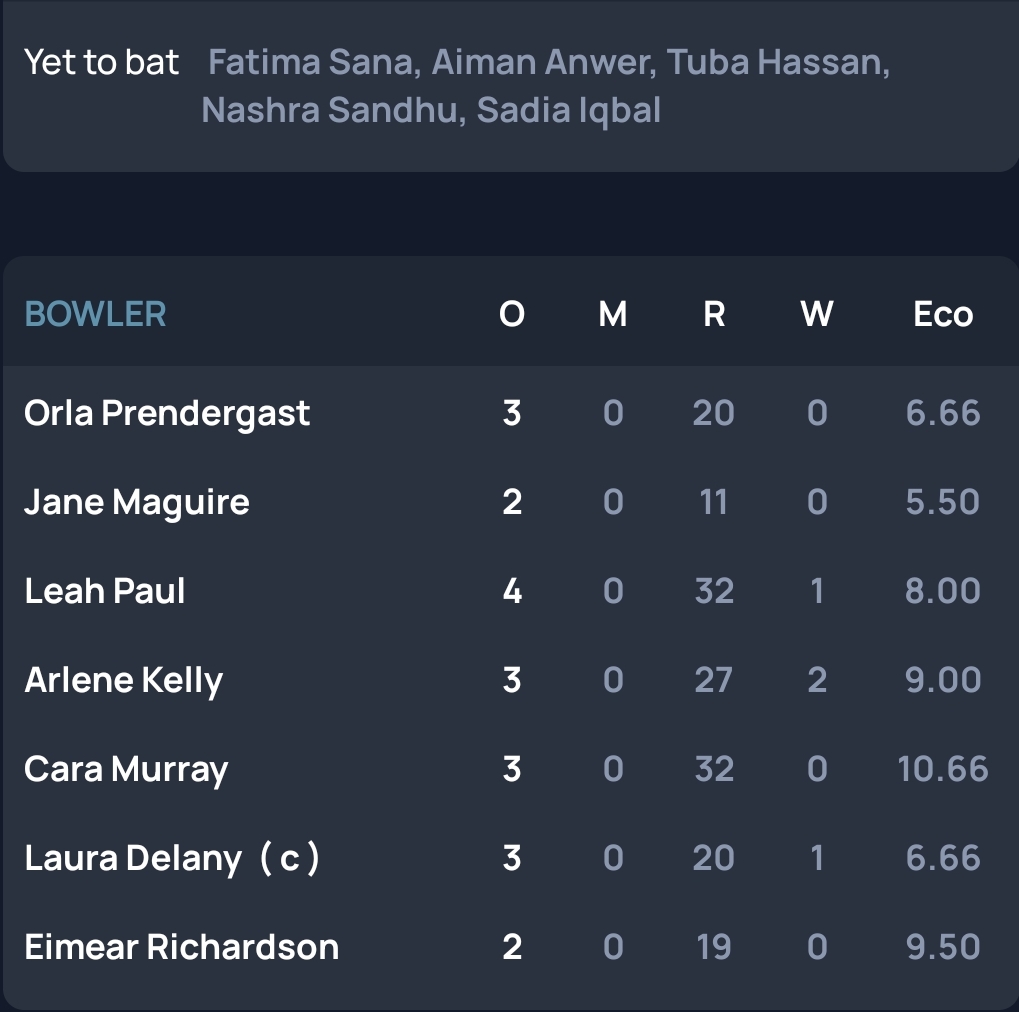 Yet to bat Fatima Sana, Aiman Anwer, Tuba Hassan,
Nashra Sandhu, Sadia Iqbal
BOWLER O M R W Eco
Orla Prendergast 3 0 20 0 6.66
Jane Maguire 2 0 11 0 5.50
Leah Paul 4 0 32 1 8.00
Arlene Kelly 3 0 27 2 9.00
Cara Murray 3 0 32 0 10.66
Laura Delany ( c ) 3 0 20 1 6.66
Eimear Richardson 2 0 19 0 9.50